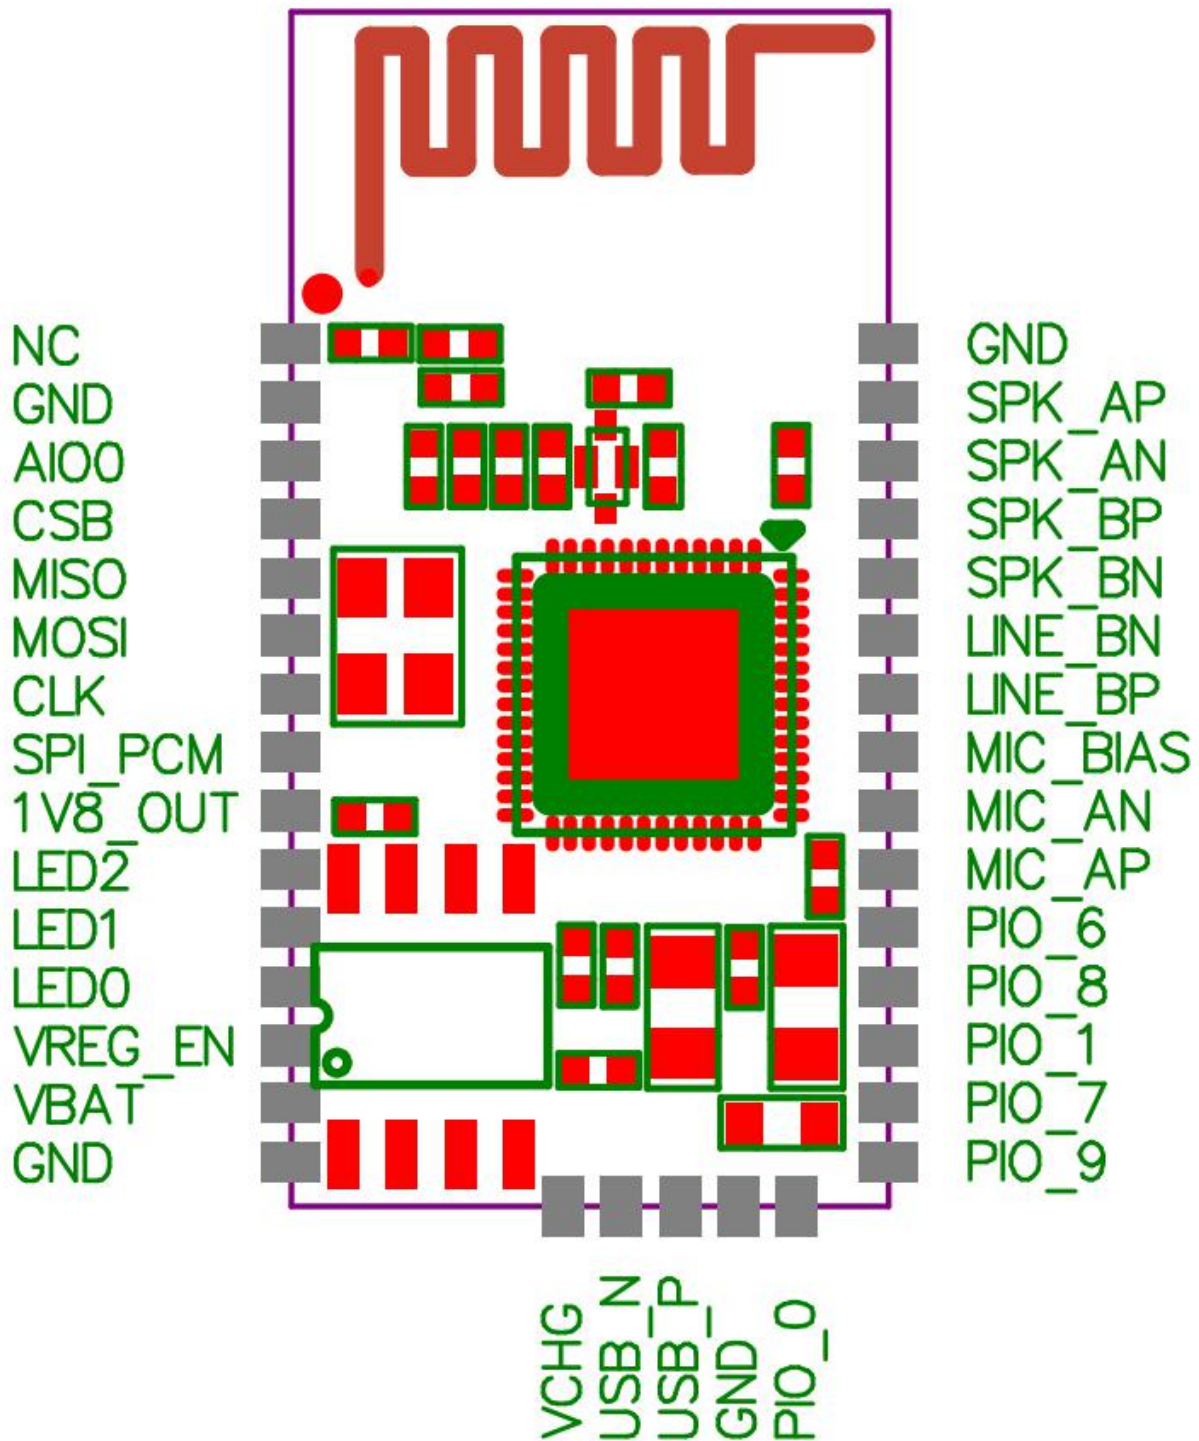 NC
GND
AIO0
CSB
MISO
MOSI
CLK
SPI_PCM
1V8_OUT
LED2
LED1
LED0
VREG_EN
VBAT
GND
GND
SPK_AP
SPK_AN
SPK_BP
SPK_BN
LINE_BN
LINE_BP
MIC_BIAS
MIC_AN
MIC_AP
PIO_6
PIO_8
PIO_1
PIO_7
PIO_9
VCHG
USB_N
USB_P
GND
PIO_0